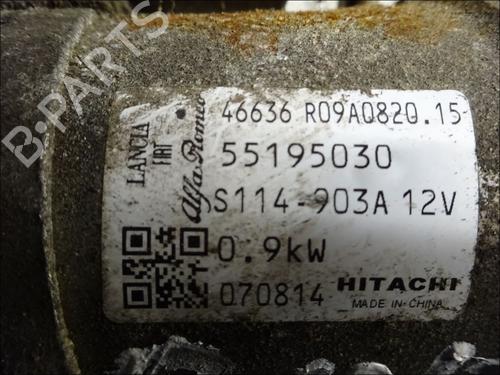 46636 R09A0820.15
LANCIA
FIAT
Alfa Romeo
55195030
S114-903A 12V
0.9kW
070814 HITACHI
MADE IN CHINA
B-PARTS